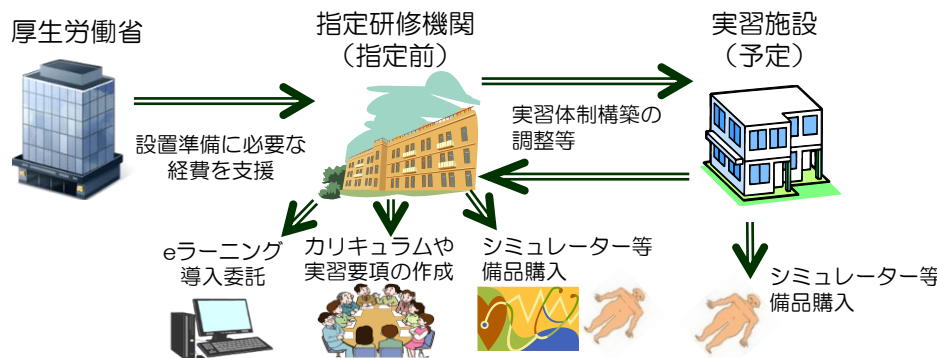 厚生労働省
指定研修機関
（指定前）
実習施設
（予定）
設置準備に必要な
経費を支援
実習体制構築の
調整等
eラーニング
導入委託
カリキュラムや
実習要項の作成
シミュレーター等
備品購入
シミュレーター等
備品購入